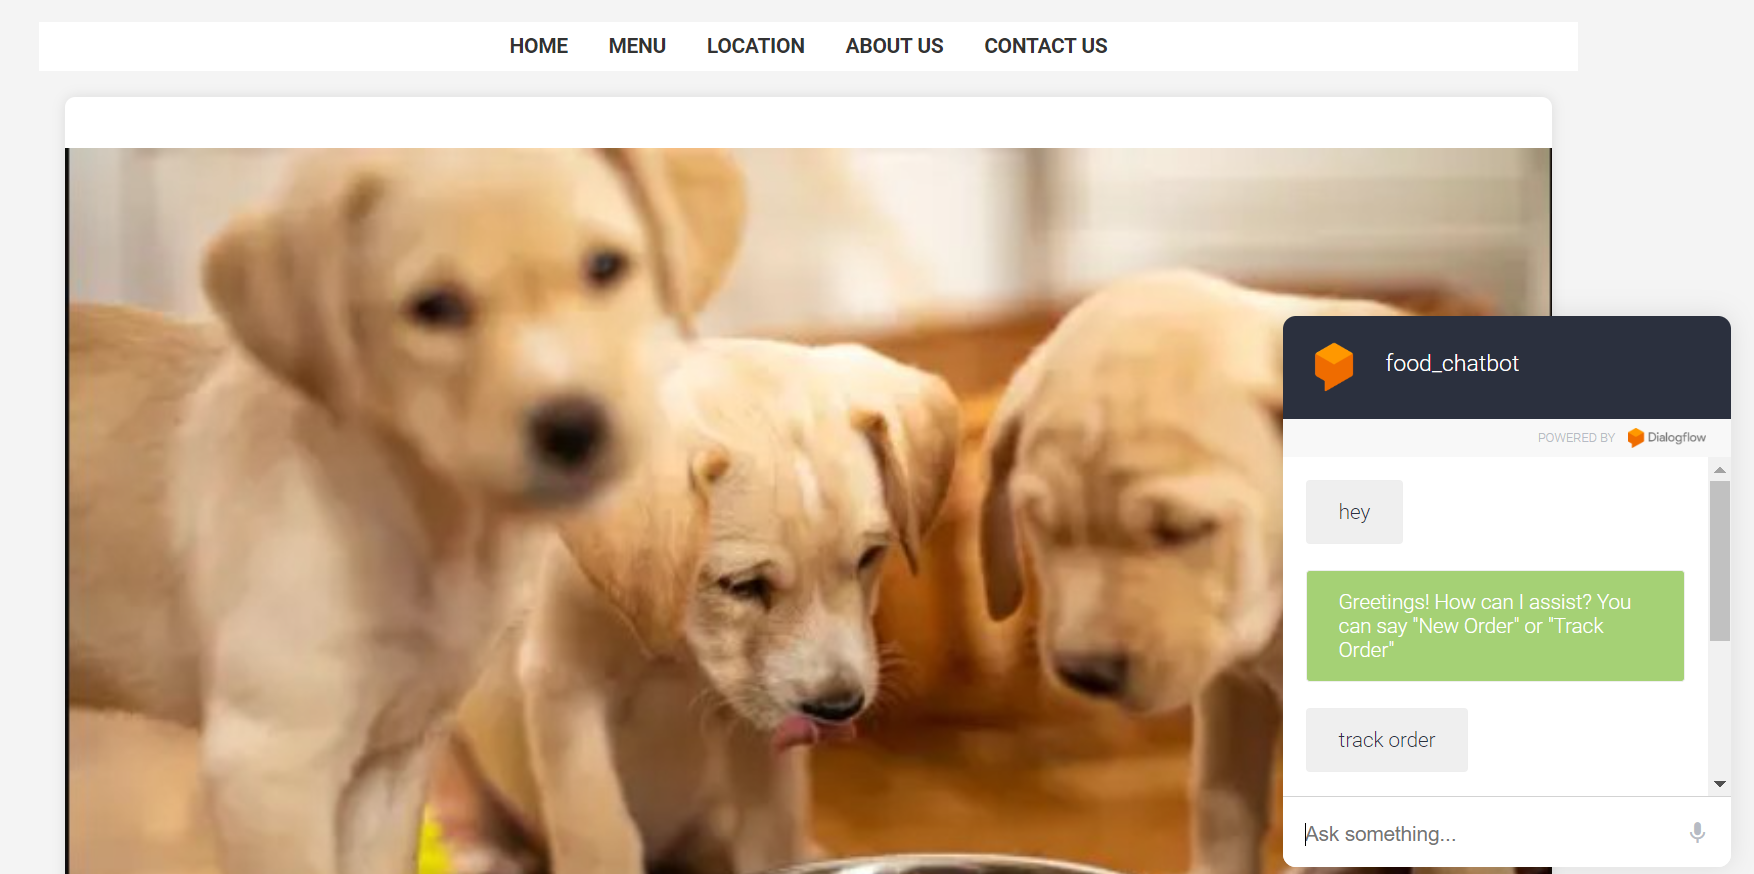 HOME MENU LOCATION ABOUT US CONTACT US
food_chatbot
POWERED BY Dialogflow
hey
Greetings! How can I assist? You
can say "New Order" or "Track
Order"
track order
Ask something...